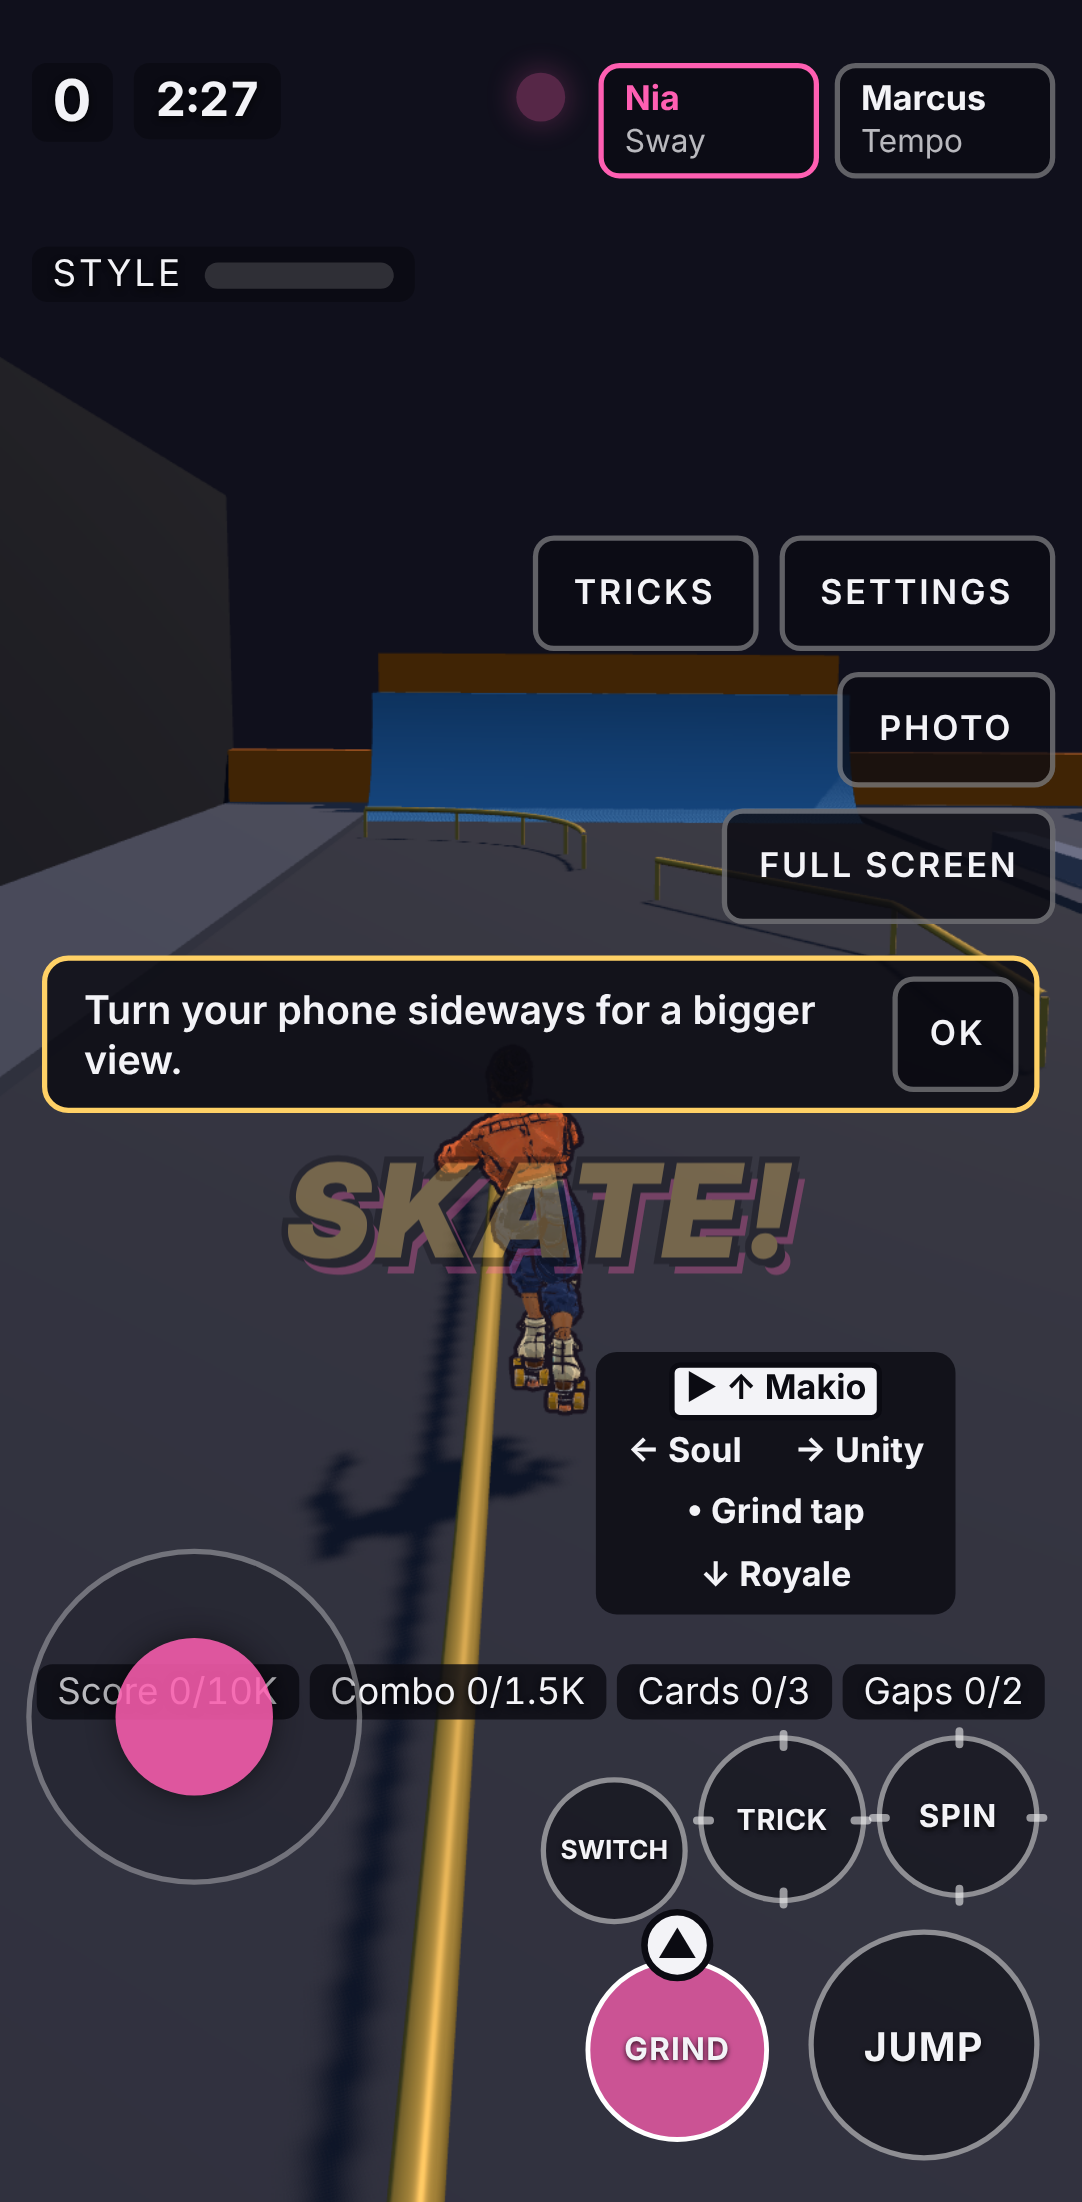 0
2:27
Nia
Sway
Marcus
Tempo
STYLE
TRICKS
SETTINGS
PHOTO
FULL SCREEN
Turn your phone sideways for a bigger
view.
OK
SKATE!
▶ ↑ Makio
← Soul
→ Unity
• Grind tap
↓ Royale
Score 0/10K
Combo 0/1.5K
Cards 0/3
Gaps 0/2
SWITCH
TRICK
SPIN
GRIND
JUMP